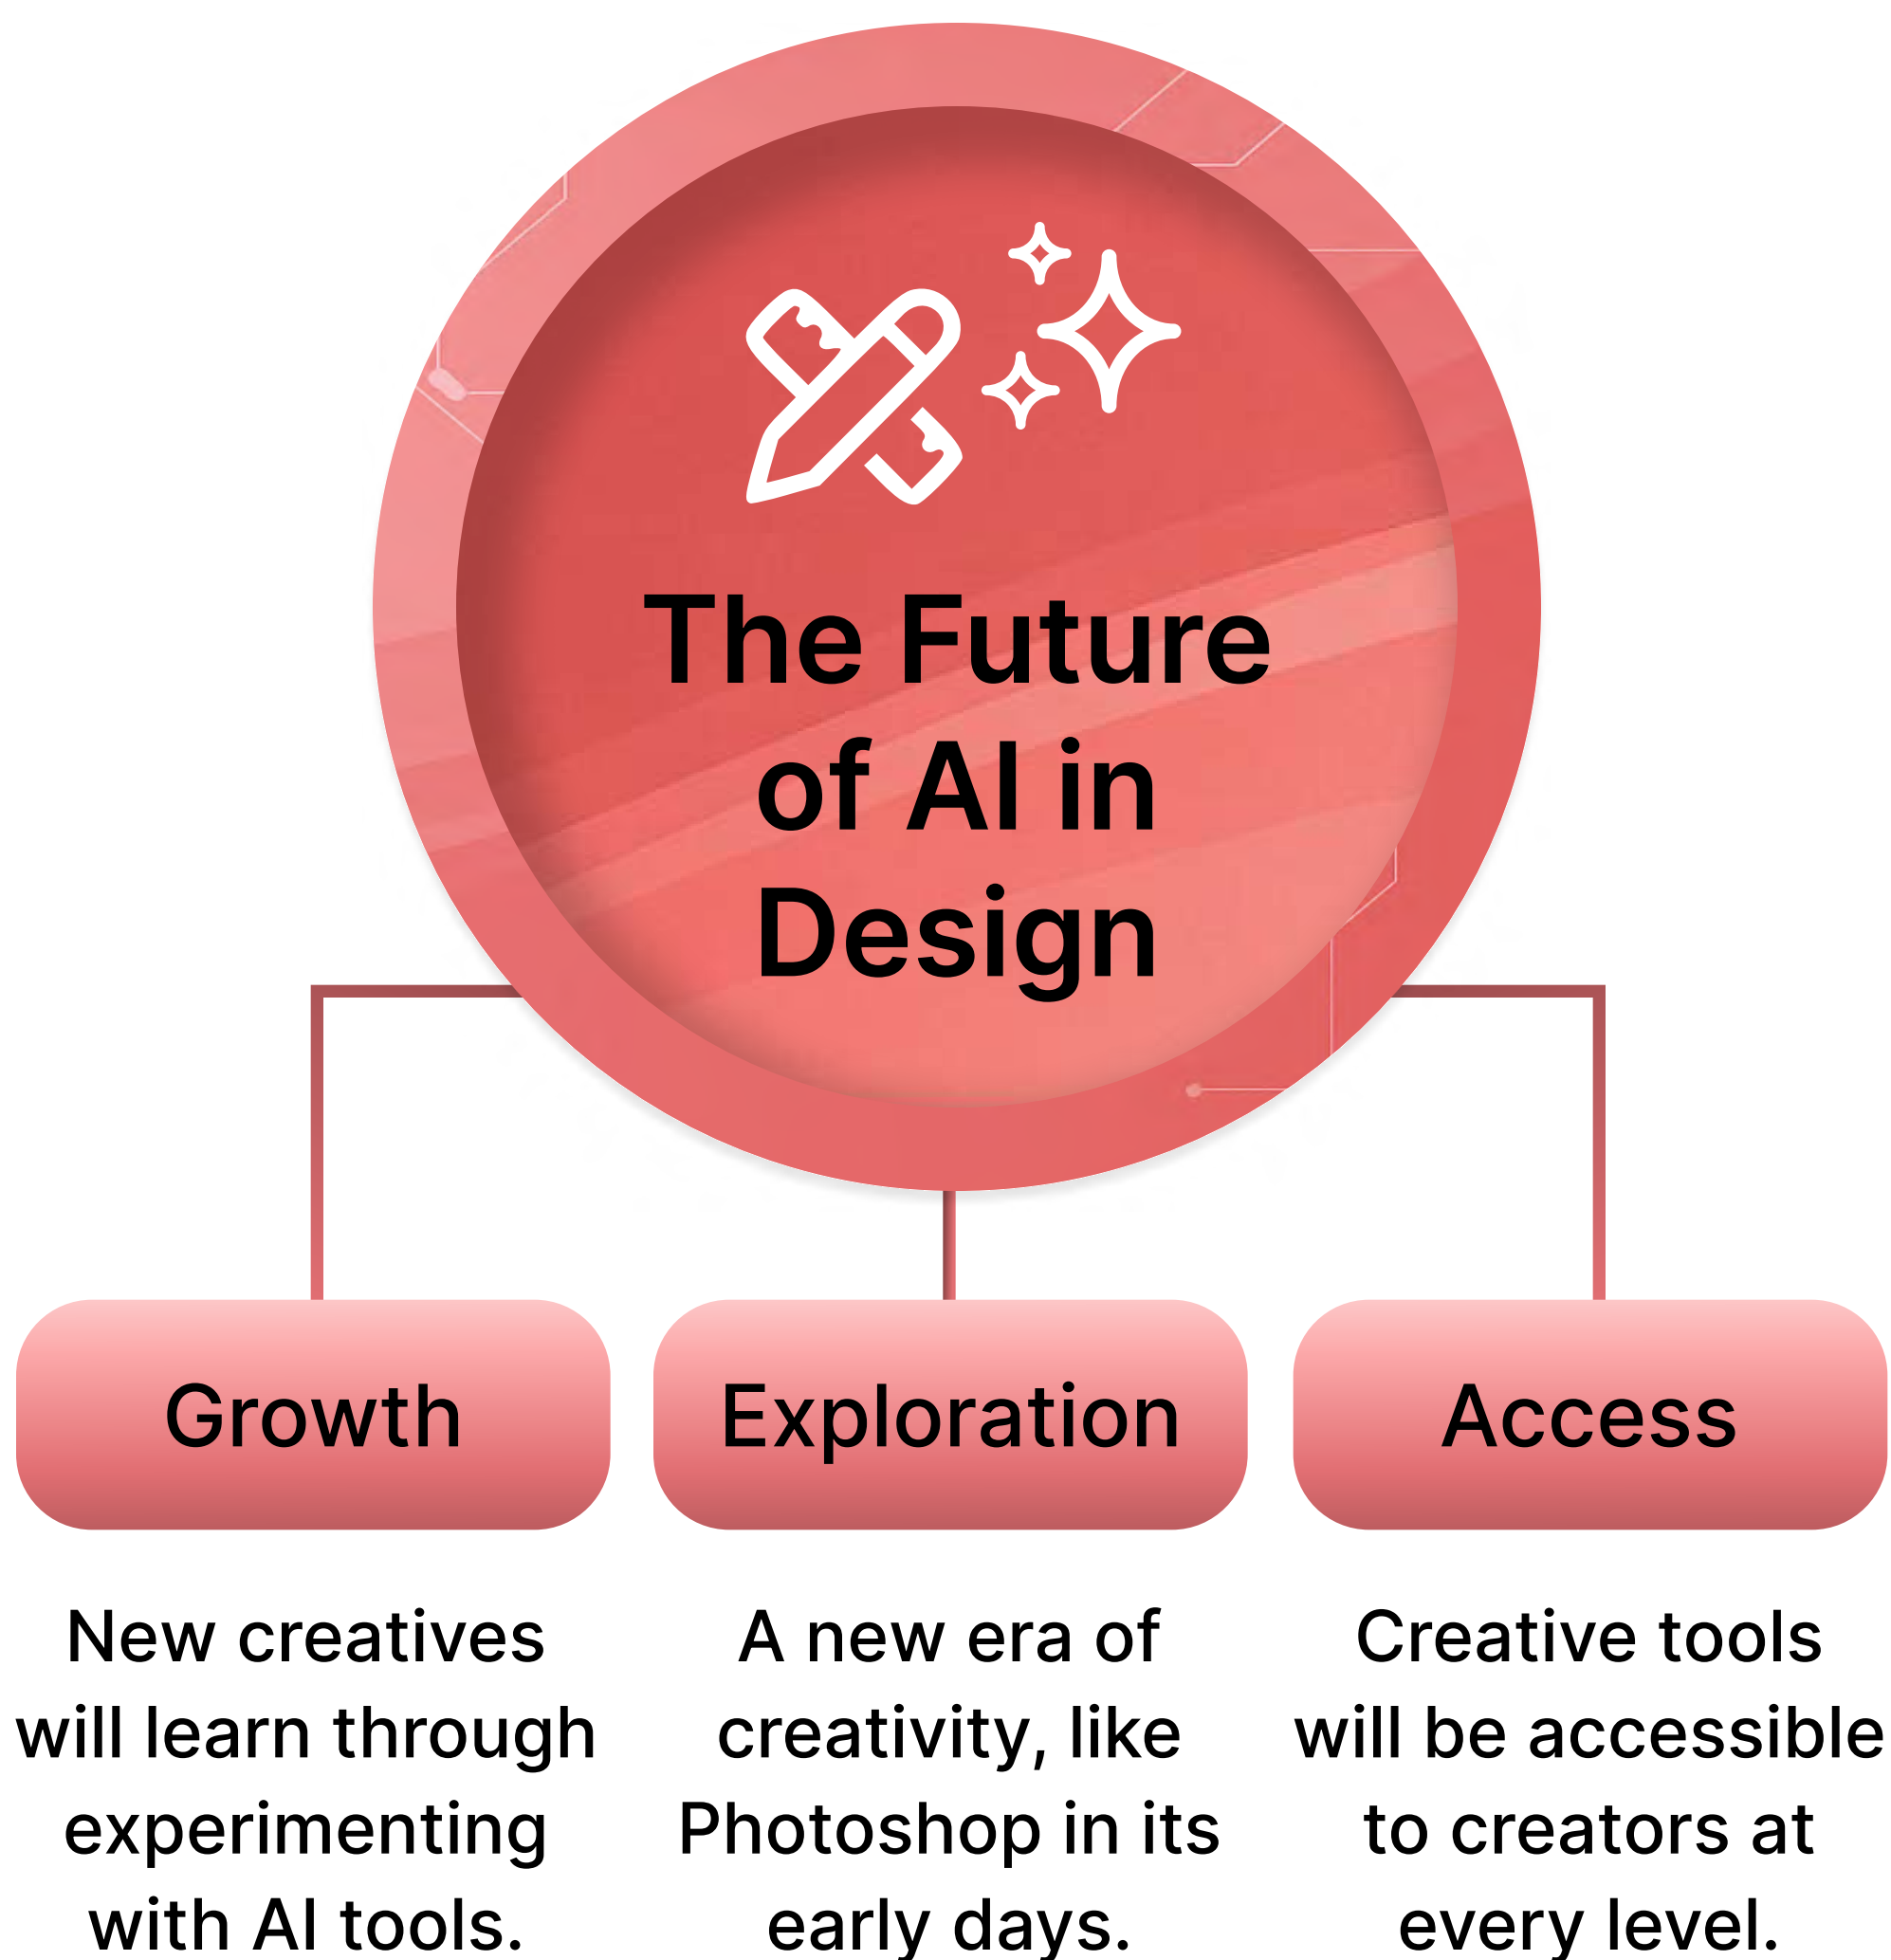 The Future
of AI in
Design
Growth
Exploration
Access
New creatives
will learn through
experimenting
with AI tools.
A new era of
creativity, like
Photoshop in its
early days.
Creative tools
will be accessible
to creators at
every level.